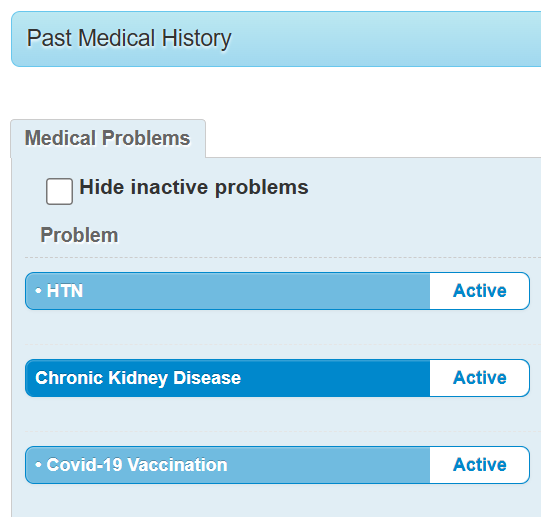 Past Medical History
Medical Problems
Hide inactive problems
Problem
• HTN Active
Chronic Kidney Disease Active
• Covid-19 Vaccination Active